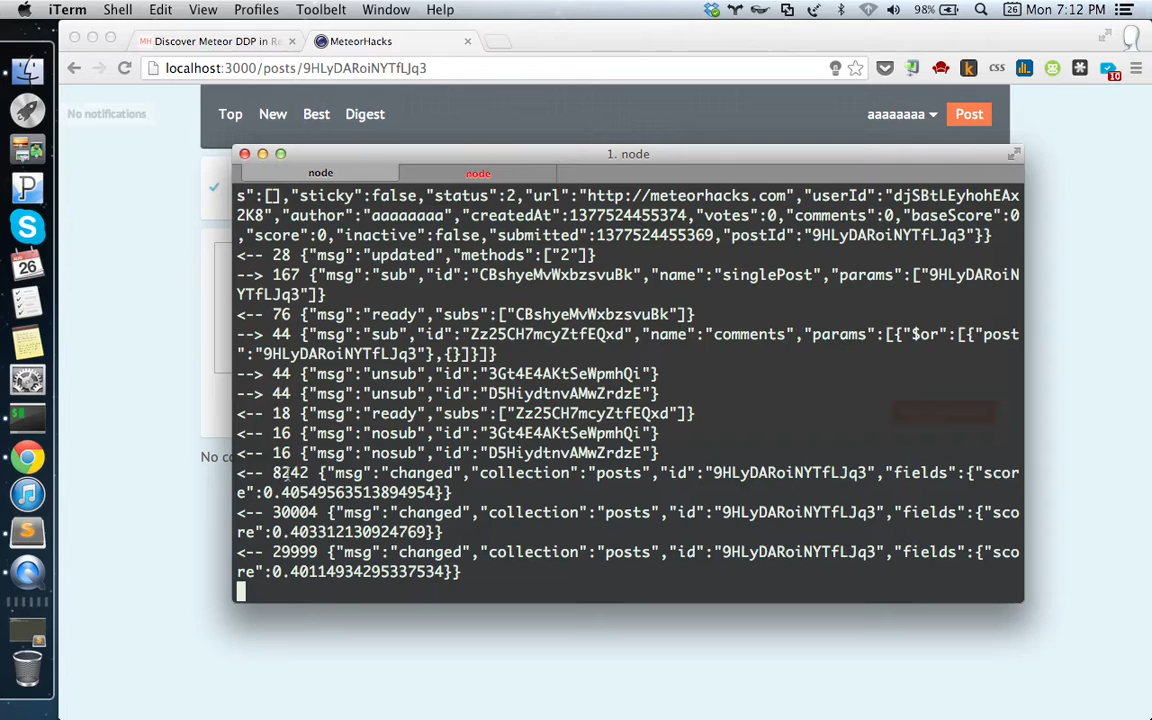 iTerm Shell Edit View Profiles Toolbelt Window Help 98% 26 Mon 7:12 PM
MH Discover Meteor DDP in Re × MeteorHacks ×
localhost:3000/posts/9HLyDARoiNYTfLJq3 CSS 10
No notifications Top New Best Digest aaaaaaaa Post
1. node
node node
s":[],"sticky":false,"status":2,"url":"http://meteorhacks.com","userId":"djSBtLEyhohEAx
2K8","author":"aaaaaaaa","createdAt":1377524455374,"votes":0,"comments":0,"baseScore":0
,"score":0,"inactive":false,"submitted":1377524455369,"postId":"9HLyDARoiNYTfLJq3"}}
<-- 28 {"msg":"updated","methods":["2"]}
--> 167 {"msg":"sub","id":"CBshyeMvWxbzsvuBk","name":"singlePost","params":["9HLyDARoiN
YTfLJq3"]}
<-- 76 {"msg":"ready","subs":["CBshyeMvWxbzsvuBk"]}
--> 44 {"msg":"sub","id":"Zz25CH7mcyZtfEQxd","name":"comments","params":[{"$or":[{"post
":"9HLyDARoiNYTfLJq3"},{}]}]}
--> 44 {"msg":"unsub","id":"3Gt4E4AKtSeWpmhQi"}
--> 44 {"msg":"unsub","id":"D5HiydtnvAMwZrdzE"}
<-- 18 {"msg":"ready","subs":["Zz25CH7mcyZtfEQxd"]}
<-- 16 {"msg":"nosub","id":"3Gt4E4AKtSeWpmhQi"}
<-- 16 {"msg":"nosub","id":"D5HiydtnvAMwZrdzE"}
<-- 8242 {"msg":"changed","collection":"posts","id":"9HLyDARoiNYTfLJq3","fields":{"scor
e":0.40549563513894954}}
<-- 30004 {"msg":"changed","collection":"posts","id":"9HLyDARoiNYTfLJq3","fields":{"sco
re":0.403312130924769}}
<-- 29999 {"msg":"changed","collection":"posts","id":"9HLyDARoiNYTfLJq3","fields":{"sco
re":0.40114934295337534}}
No co